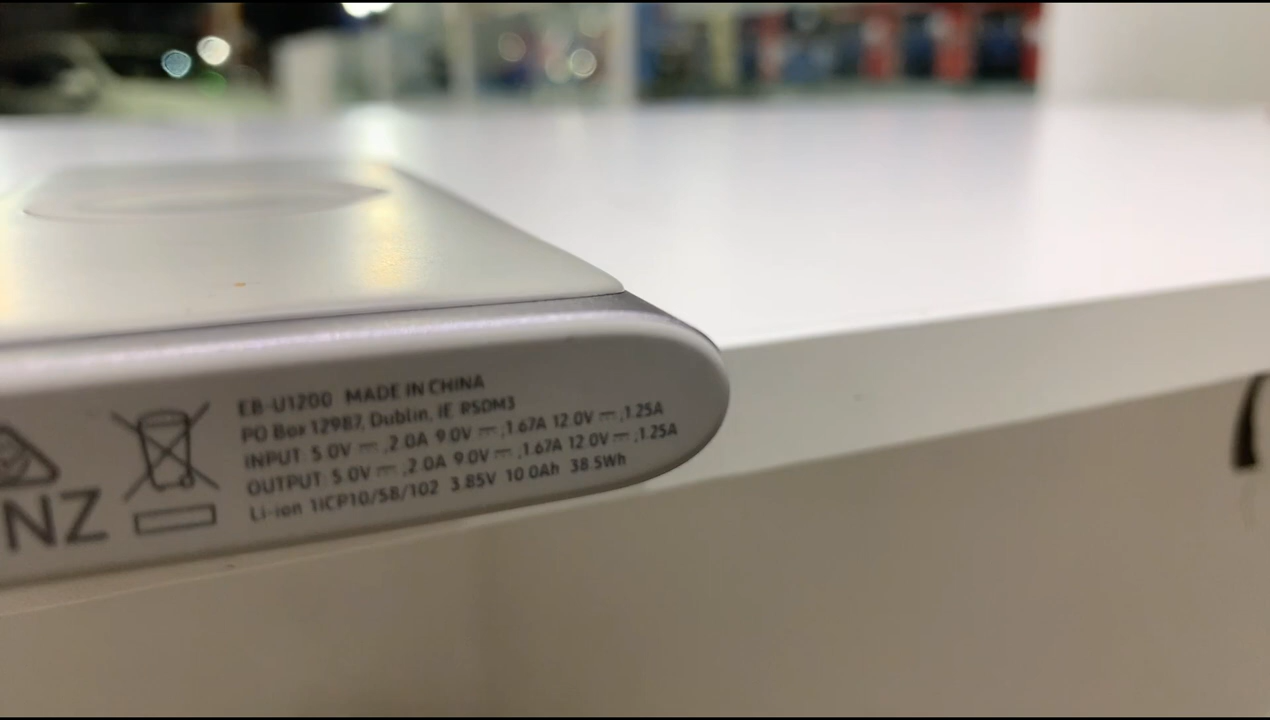 NZ
EB-U1200 MADE IN CHINA
PO Box 12987, Dublin, IE R5DM3
INPUT: 5.0V ⎓ ,2.0A 9.0V ⎓ ;1.67A 12.0V ⎓ ;1.25A
OUTPUT: 5.0V ⎓ ,2.0A 9.0V ⎓ ,1.67A 12.0V ⎓ ;1.25A
Li-ion 1ICP10/58/102 3.85V 10.0Ah 38.5Wh